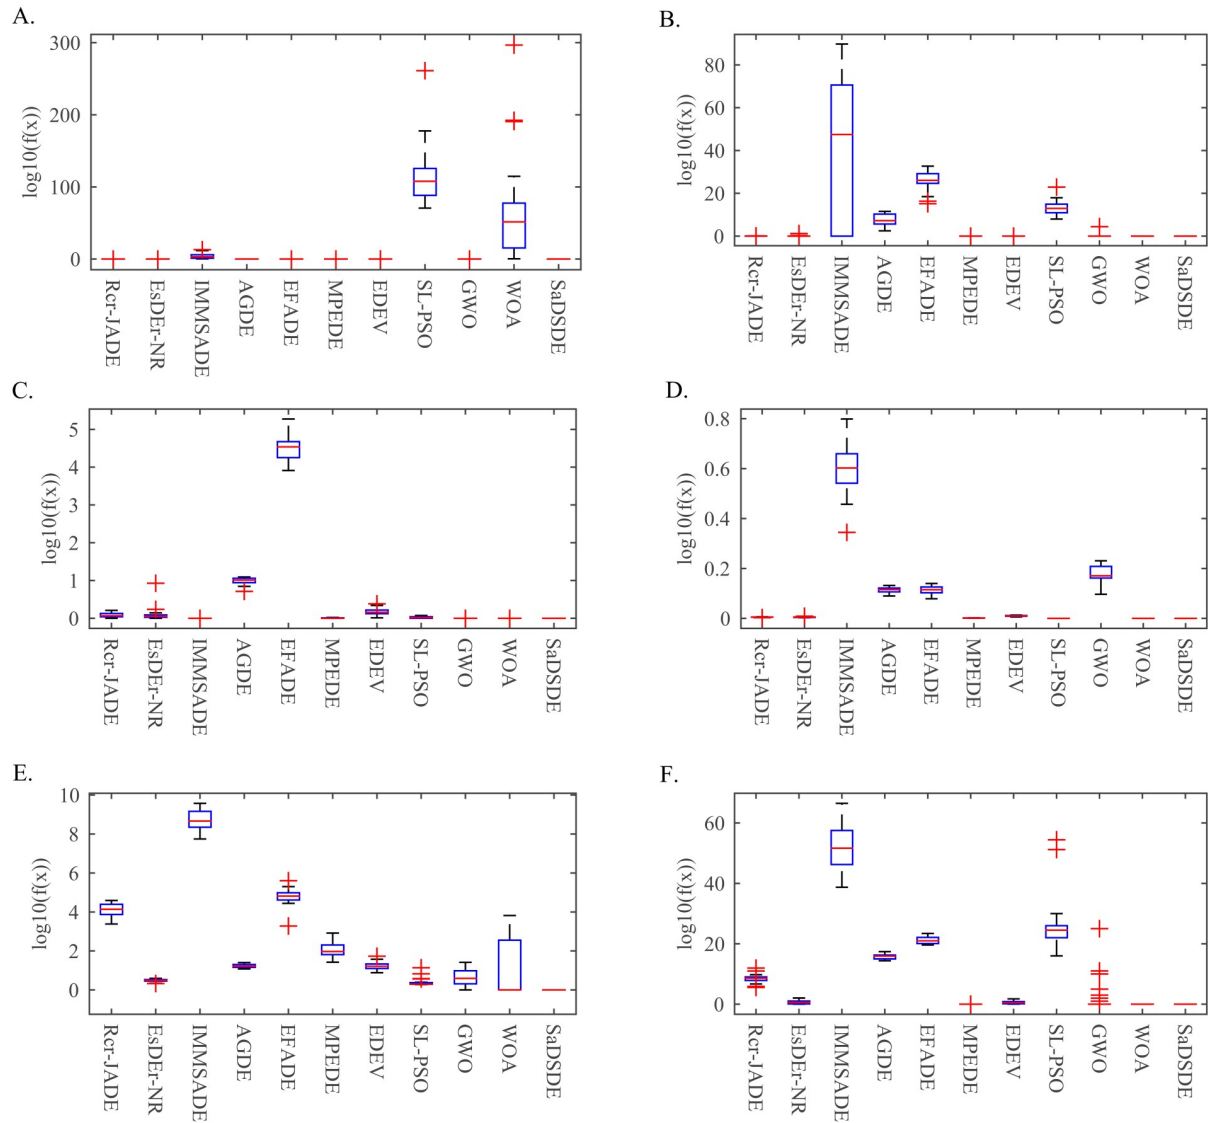 A.
300
200
100
0
log10(f(x))
Rcr-JADE
EsDEr-NR
IMMSADE
AGDE
EFADE
MPEDE
EDEV
SL-PSO
GWO
WOA
SaDSDE
B.
80
60
40
20
0
log10(f(x))
Rcr-JADE
EsDEr-NR
IMMSADE
AGDE
EFADE
MPEDE
EDEV
SL-PSO
GWO
WOA
SaDSDE
C.
5
4
3
2
1
0
log10(f(x))
Rcr-JADE
EsDEr-NR
IMMSADE
AGDE
EFADE
MPEDE
EDEV
SL-PSO
GWO
WOA
SaDSDE
D.
0.8
0.6
0.4
0.2
0
log10(f(x))
Rcr-JADE
EsDEr-NR
IMMSADE
AGDE
EFADE
MPEDE
EDEV
SL-PSO
GWO
WOA
SaDSDE
E.
10
8
6
4
2
0
log10(f(x))
Rcr-JADE
EsDEr-NR
IMMSADE
AGDE
EFADE
MPEDE
EDEV
SL-PSO
GWO
WOA
SaDSDE
F.
60
40
20
0
log10(f(x))
Rcr-JADE
EsDEr-NR
IMMSADE
AGDE
EFADE
MPEDE
EDEV
SL-PSO
GWO
WOA
SaDSDE